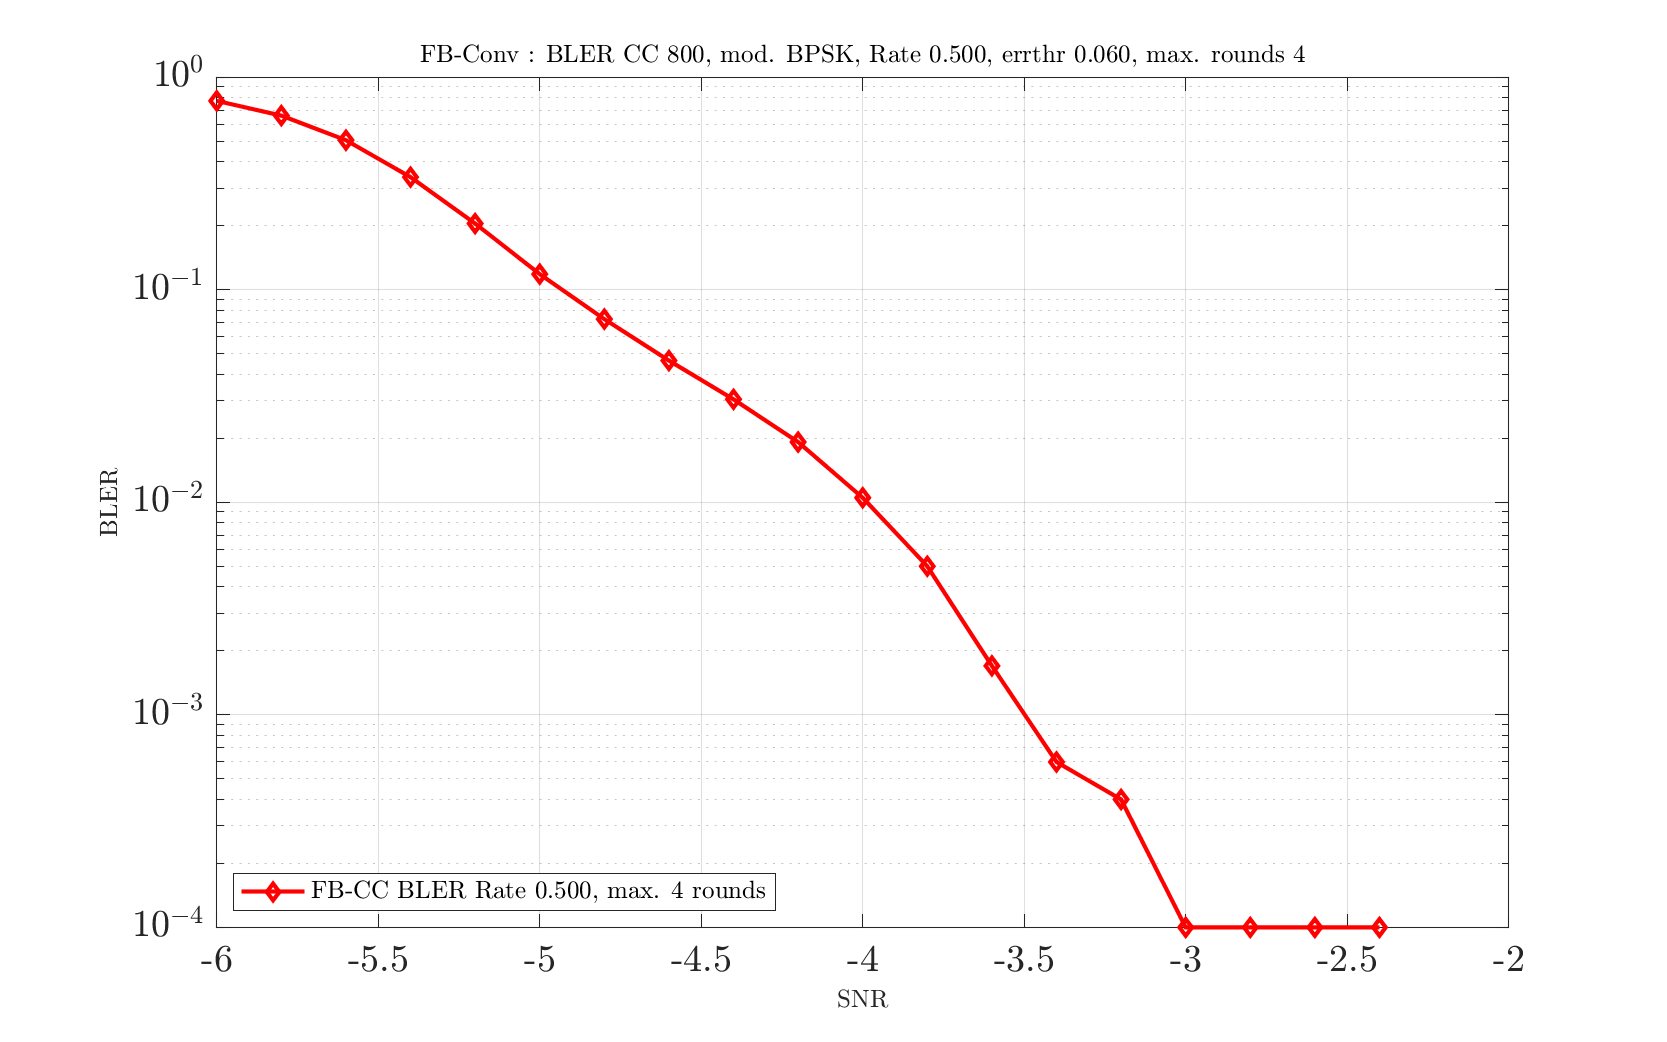 FB-Conv : BLER CC 800, mod. BPSK, Rate 0.500, errthr 0.060, max. rounds 4
10^0
10^{-1}
10^{-2}
10^{-3}
10^{-4}
BLER
FB-CC BLER Rate 0.500, max. 4 rounds
-6 -5.5 -5 -4.5 -4 -3.5 -3 -2.5 -2
SNR